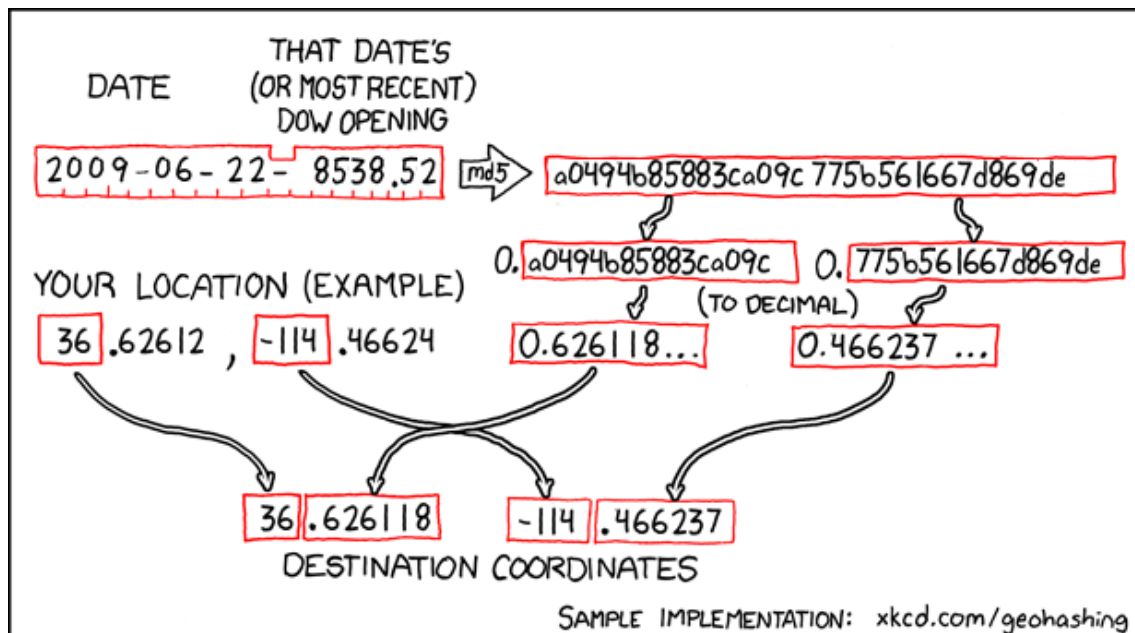 DATE
THAT DATE'S
(OR MOST RECENT)
DOW OPENING
2009-06-22-8538.52
md5
a0494b85883ca09c775b561667d869de
0.a0494b85883ca09c
0.775b561667d869de
YOUR LOCATION (EXAMPLE)
(TO DECIMAL)
36.62612, -114.46624
0.626118...
0.466237 ...
36.626118
-114.466237
DESTINATION COORDINATES
SAMPLE IMPLEMENTATION: xkcd.com/geohashing